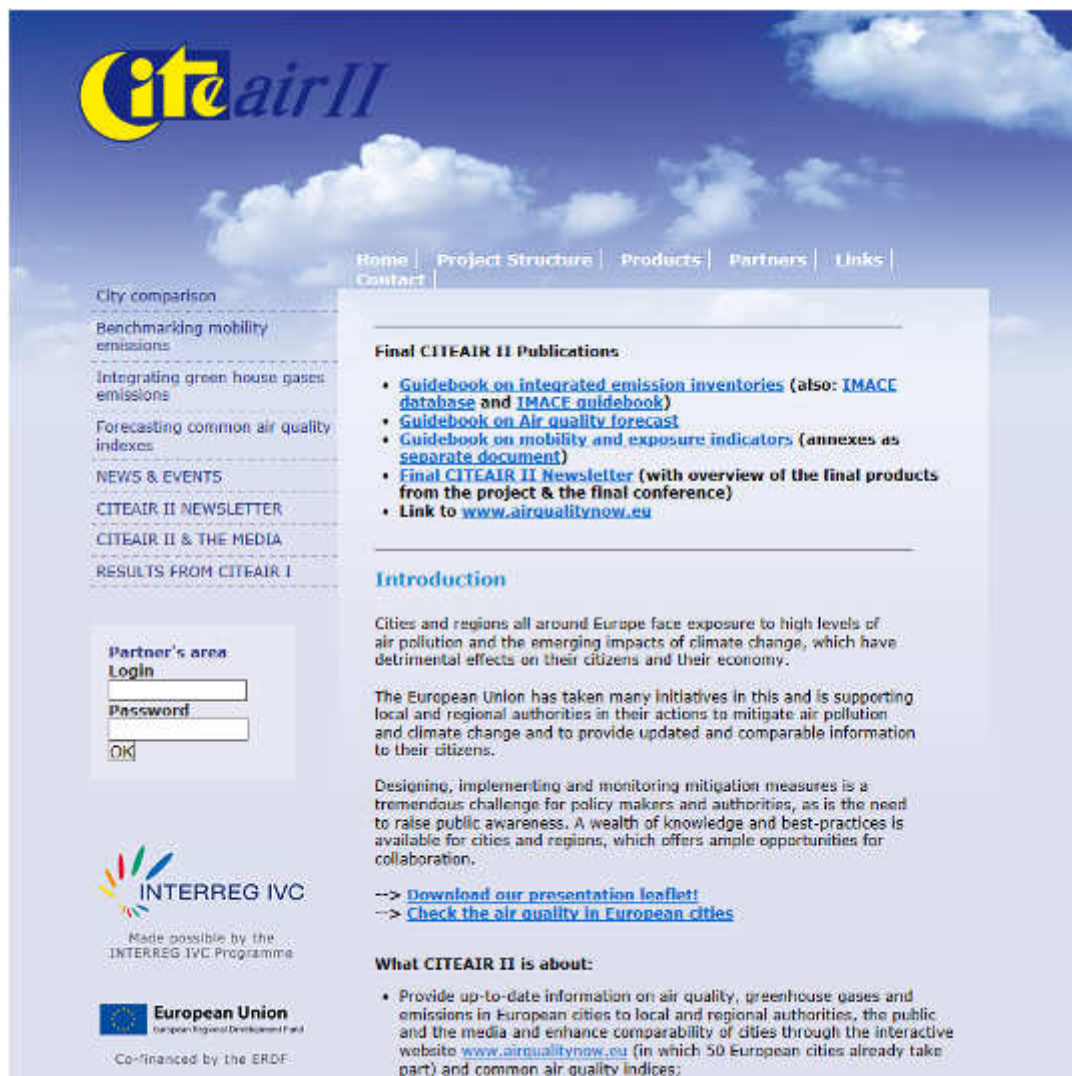 Citeair II
Home | Project Structure | Products | Partners | Links |
Contact |
City comparison
Benchmarking mobility
emissions
Integrating green house gases
emissions
Forecasting common air quality
indexes
NEWS & EVENTS
CITEAIR II NEWSLETTER
CITEAIR II & THE MEDIA
RESULTS FROM CITEAIR I
Partner's area
Login
Password
OK
INTERREG IVC
Made possible by the
INTERREG IVC Programme
European Union
European Regional Development Fund
Co-financed by the ERDF
Final CITEAIR II Publications
• Guidebook on integrated emission inventories (also: IMACE
database and IMACE guidebook)
• Guidebook on Air quality forecast
• Guidebook on mobility and exposure indicators (annexes as
separate document)
• Final CITEAIR II Newsletter (with overview of the final products
from the project & the final conference)
• Link to www.airqualitynow.eu
Introduction
Cities and regions all around Europe face exposure to high levels of
air pollution and the emerging impacts of climate change, which have
detrimental effects on their citizens and their economy.
The European Union has taken many initiatives in this and is supporting
local and regional authorities in their actions to mitigate air pollution
and climate change and to provide updated and comparable information
to their citizens.
Designing, implementing and monitoring mitigation measures is a
tremendous challenge for policy makers and authorities, as is the need
to raise public awareness. A wealth of knowledge and best-practices is
available for cities and regions, which offers ample opportunities for
collaboration.
--> Download our presentation leaflet!
--> Check the air quality in European cities
What CITEAIR II is about:
• Provide up-to-date information on air quality, greenhouse gases and
emissions in European cities to local and regional authorities, the public
and the media and enhance comparability of cities through the interactive
website www.airqualitynow.eu (in which 50 European cities already take
part) and common air quality indices;